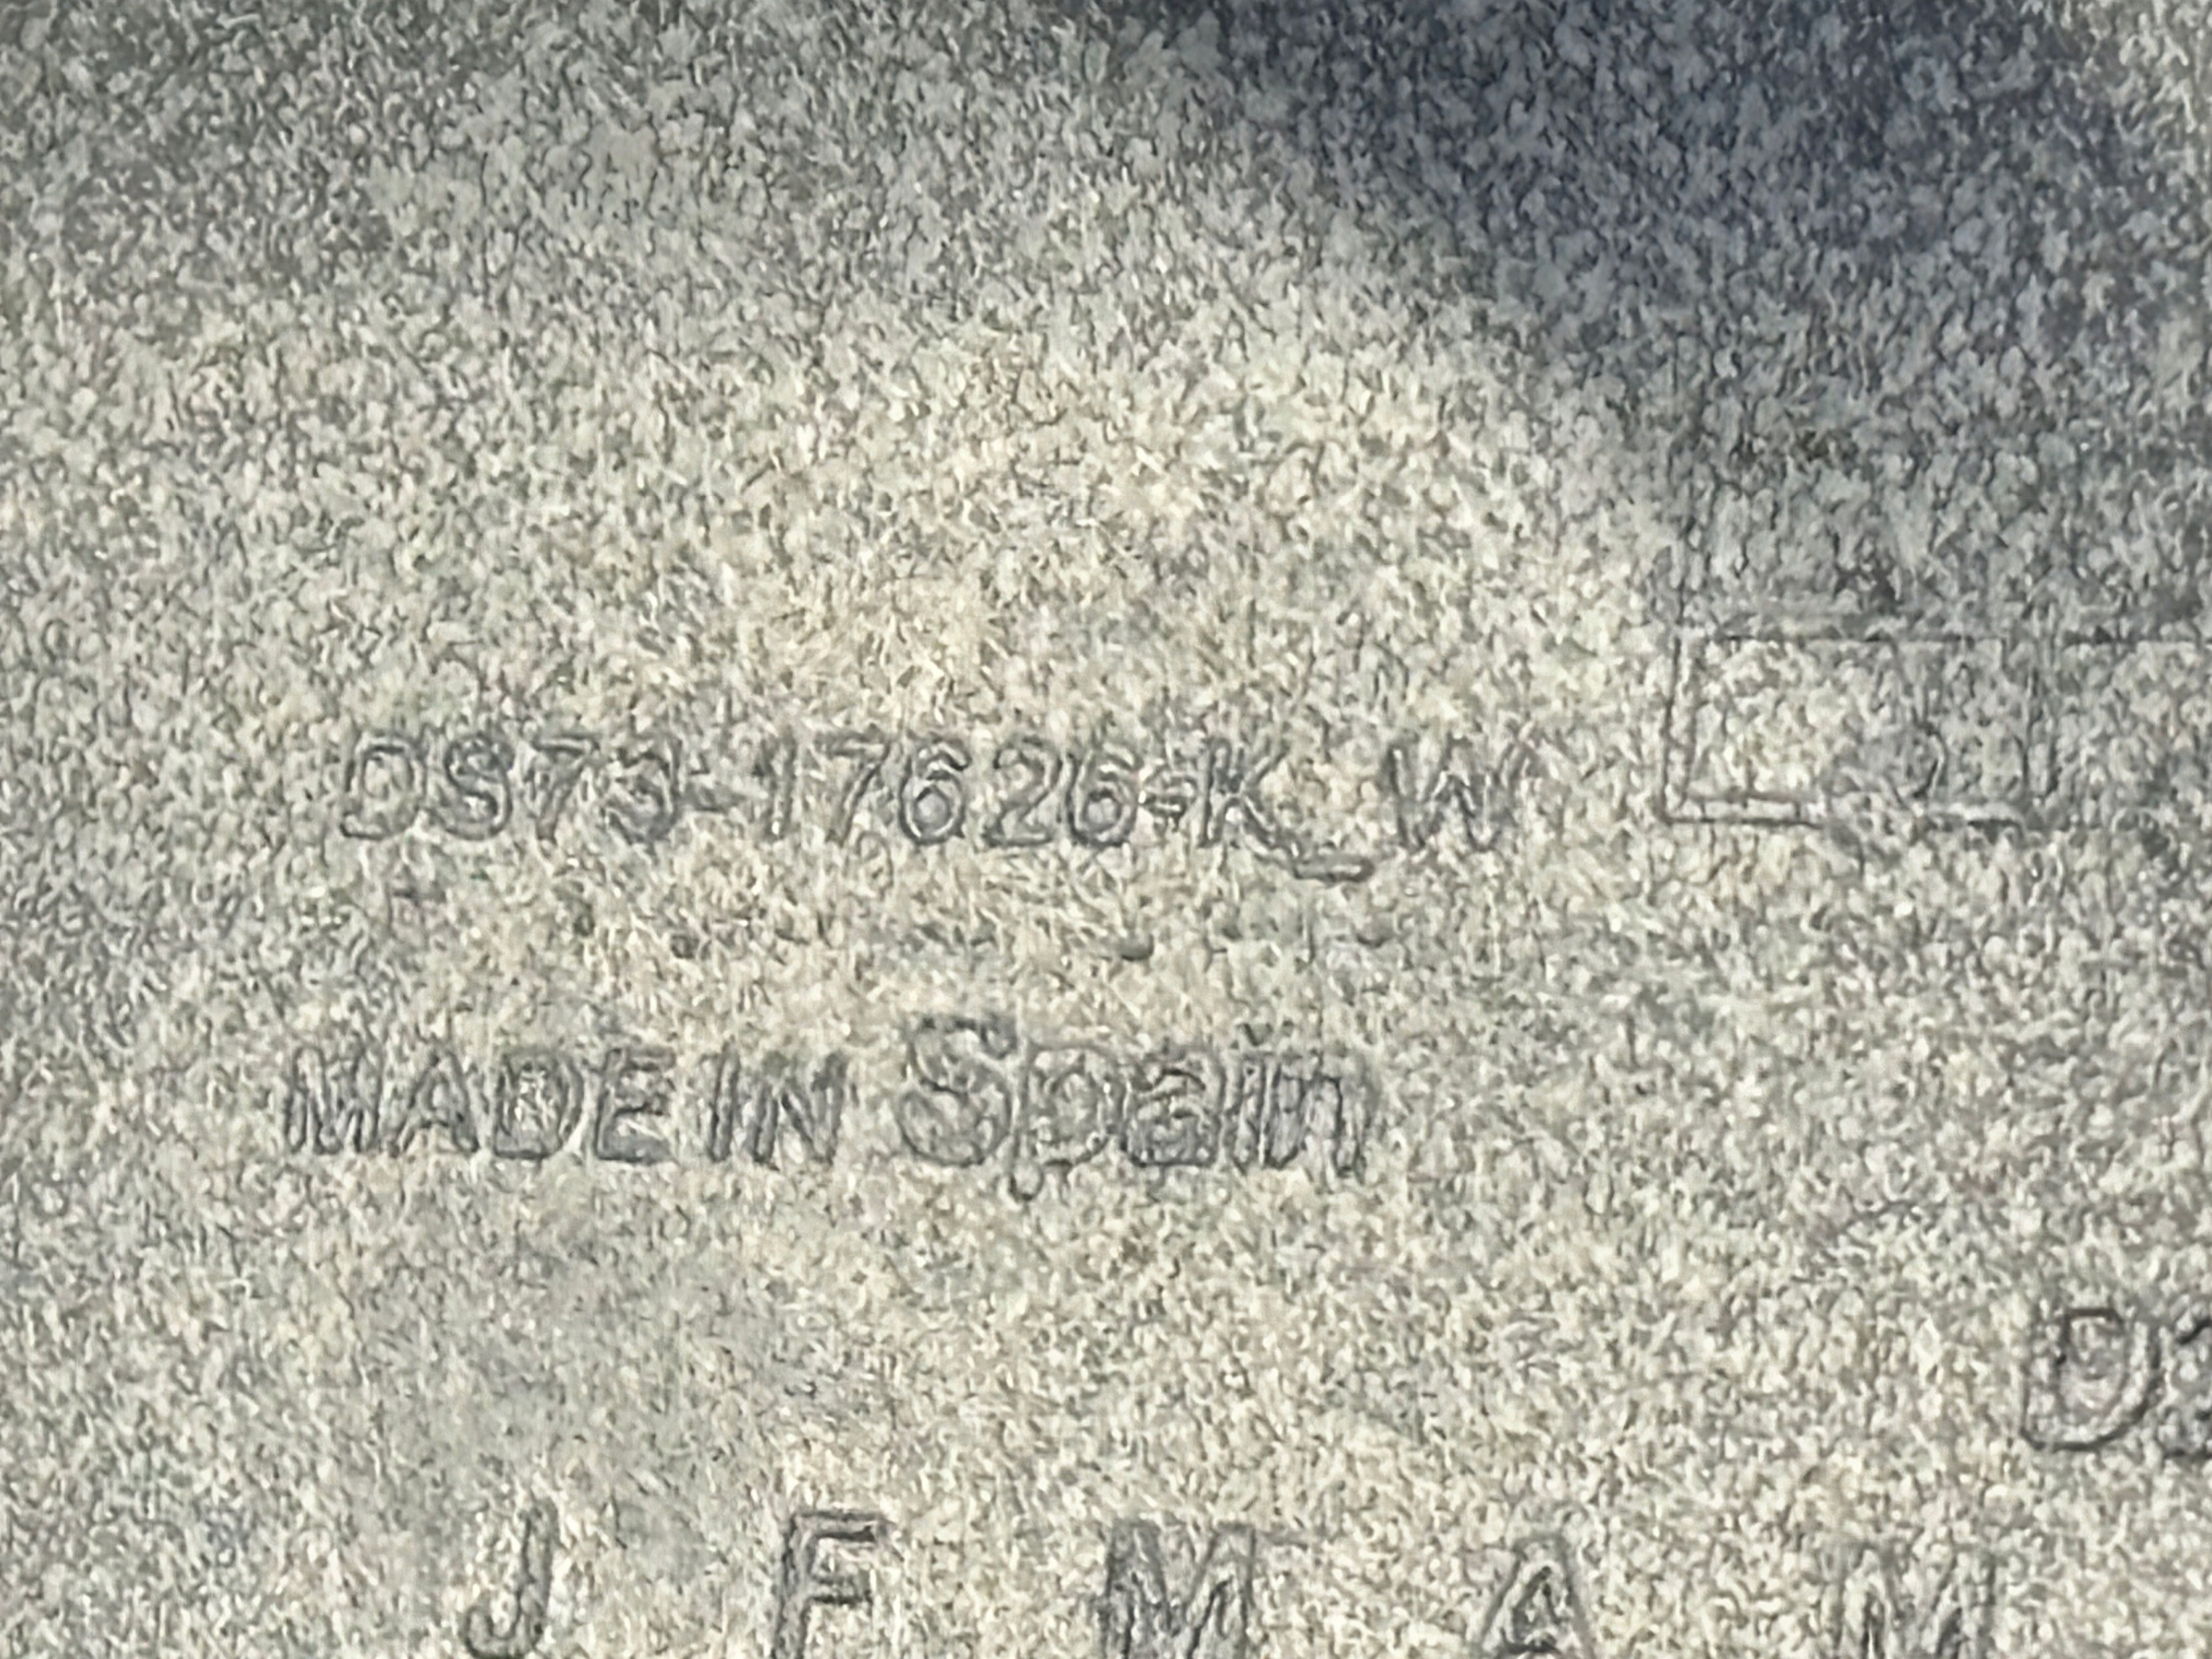 DS73-17626-K_W
MADE IN Spain
J F M A M